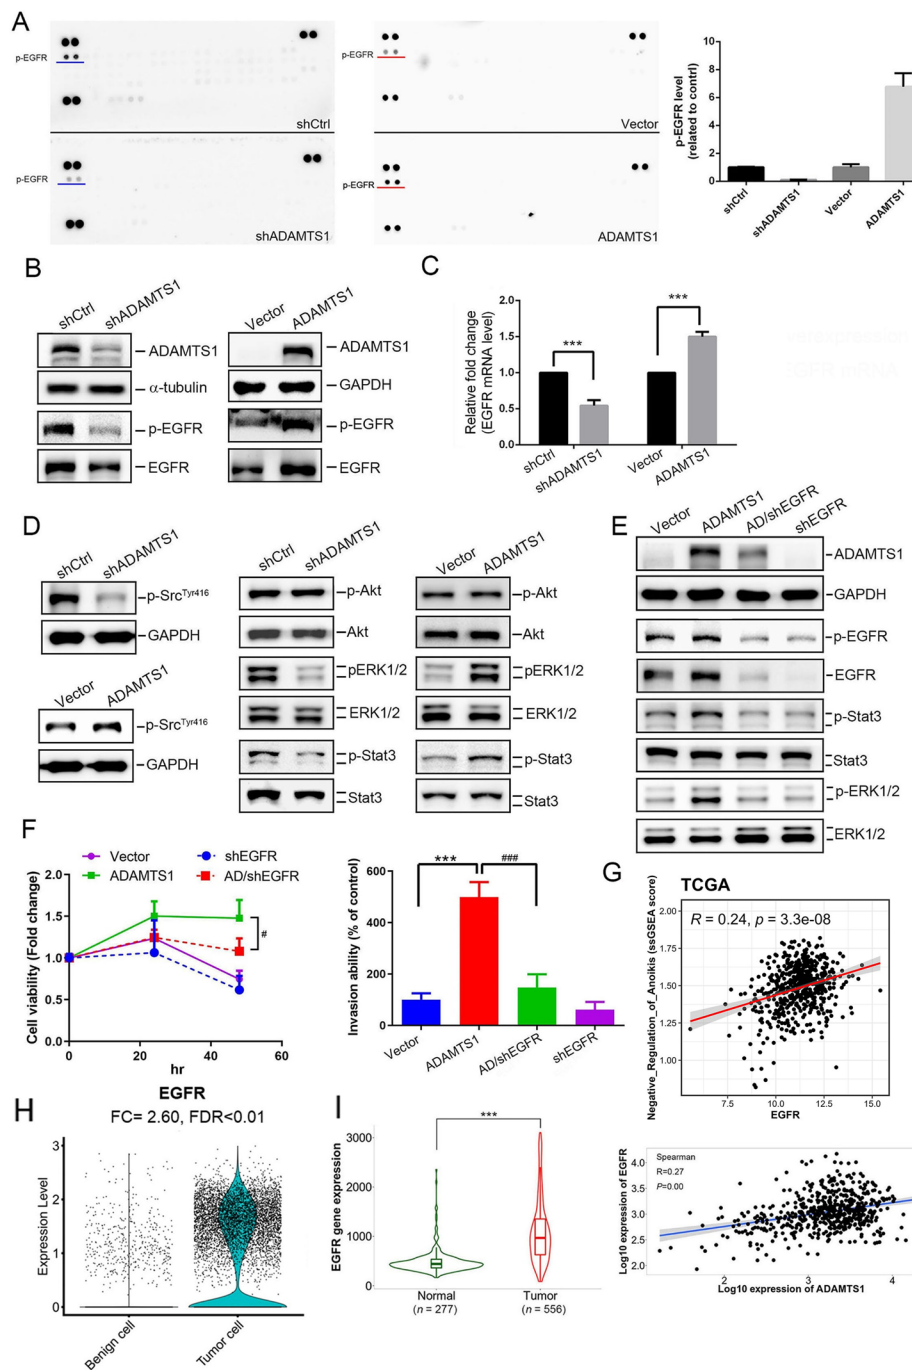 A
p-EGFR
shCtrl
p-EGFR
shADAMTS1
p-EGFR
Vector
p-EGFR
ADAMTS1
p-EGFR level
(related to contrl)
10
8
6
4
2
0
shCtrl
shADAMTS1
Vector
ADAMTS1
B
shCtrl
shADAMTS1
ADAMTS1
α-tubulin
p-EGFR
EGFR
Vector
ADAMTS1
ADAMTS1
GAPDH
p-EGFR
EGFR
C
Relative fold change
(EGFR mRNA level)
2.0
1.5
1.0
0.5
0.0
***
***
shCtrl
shADAMTS1
Vector
ADAMTS1
EGFR mRNA
D
shCtrl
shADAMTS1
p-SrcTyr416
GAPDH
Vector
ADAMTS1
p-SrcTyr416
GAPDH
shCtrl
shADAMTS1
p-Akt
Akt
pERK1/2
ERK1/2
p-Stat3
Stat3
Vector
ADAMTS1
p-Akt
Akt
pERK1/2
ERK1/2
p-Stat3
Stat3
E
Vector
ADAMTS1
AD/shEGFR
shEGFR
ADAMTS1
GAPDH
p-EGFR
EGFR
p-Stat3
Stat3
p-ERK1/2
ERK1/2
F
Vector
shEGFR
ADAMTS1
AD/shEGFR
Cell viability (Fold change)
2.0
1.5
1.0
0.5
0.0
#
0
20
40
60
hr
Invasion ability (% of control)
600
400
200
0
***
###
Vector
ADAMTS1
AD/shEGFR
shEGFR
G
TCGA
R = 0.24, p = 3.3e-08
Negative_Regulation_of_Anoikis (ssGSEA score)
1.75
1.50
1.25
1.00
7.5
10.0
12.5
15.0
EGFR
Spearman
R=0.27
P=0.00
Log10 expression of EGFR
4.5
4.0
3.5
3.0
2.5
2.0
2
3
4
Log10 expression of ADAMTS1
H
EGFR
FC= 2.60, FDR<0.01
Expression Level
3
2
1
0
Benign cell
Tumor cell
I
***
EGFR gene expression
3000
2000
1000
0
Normal
(n = 277)
Tumor
(n = 556)